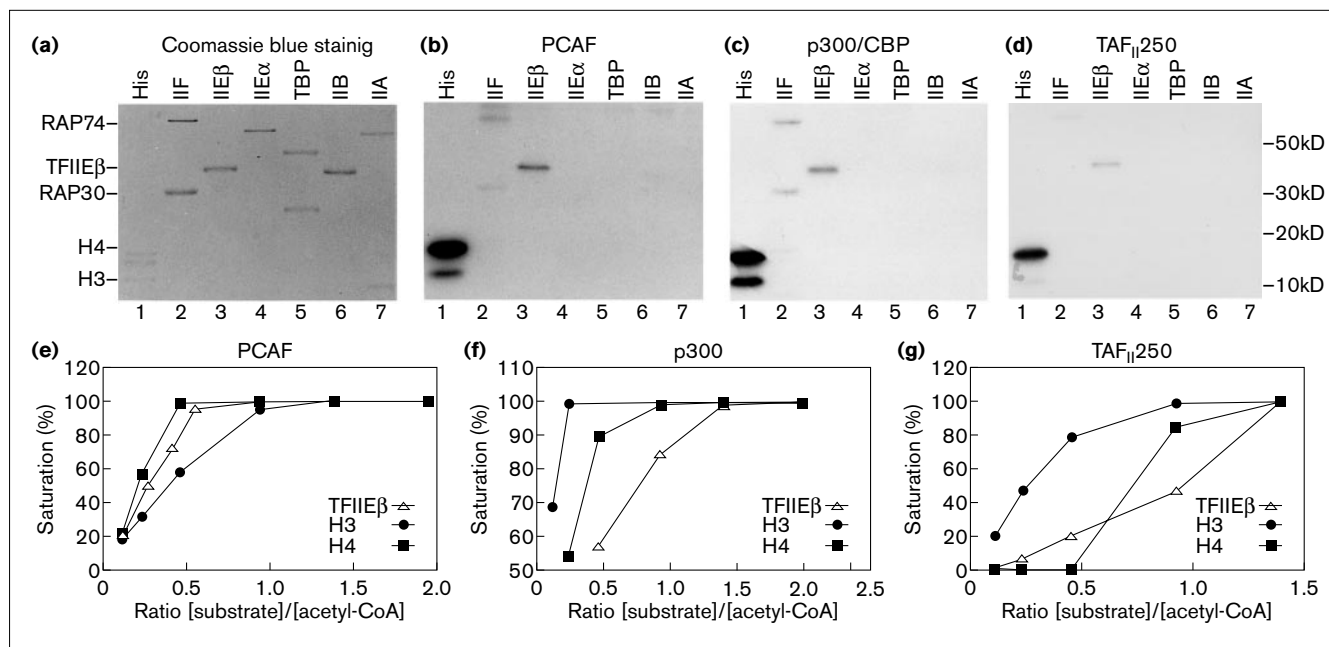 (a) Coomassie blue stainig
His IIF IIEβ IIEα TBP IIB IIA
RAP74
TFIIEβ
RAP30
H4
H3
1 2 3 4 5 6 7
(b) PCAF
His IIF IIEβ IIEα TBP IIB IIA
1 2 3 4 5 6 7
(c) p300/CBP
His IIF IIEβ IIEα TBP IIB IIA
1 2 3 4 5 6 7
(d) TAFII250
His IIF IIEβ IIEα TBP IIB IIA
50kD
30kD
20kD
10kD
1 2 3 4 5 6 7
(e) PCAF
Saturation (%)
120
100
80
60
40
20
0
TFIIEβ
H3
H4
0 0.5 1.0 1.5 2.0
Ratio [substrate]/[acetyl-CoA]
(f) p300
Saturation (%)
110
100
90
80
70
60
50
TFIIEβ
H3
H4
0 0.5 1.0 1.5 2.0 2.5
Ratio [substrate]/[acetyl-CoA]
(g) TAFII250
Saturation (%)
120
100
80
60
40
20
0
TFIIEβ
H3
H4
0 0.5 1.0 1.5
Ratio [substrate]/[acetyl-CoA]